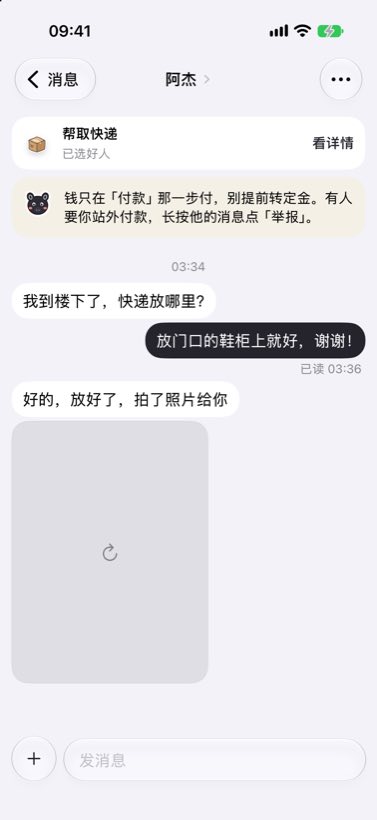 09:41
消息
阿杰
帮取快递
已选好人
看详情
钱只在「付款」那一步付，别提前转定金。有人
要你站外付款，长按他的消息点「举报」。
03:34
我到楼下了，快递放哪里?
放门口的鞋柜上就好，谢谢!
已读 03:36
好的，放好了，拍了照片给你
发消息